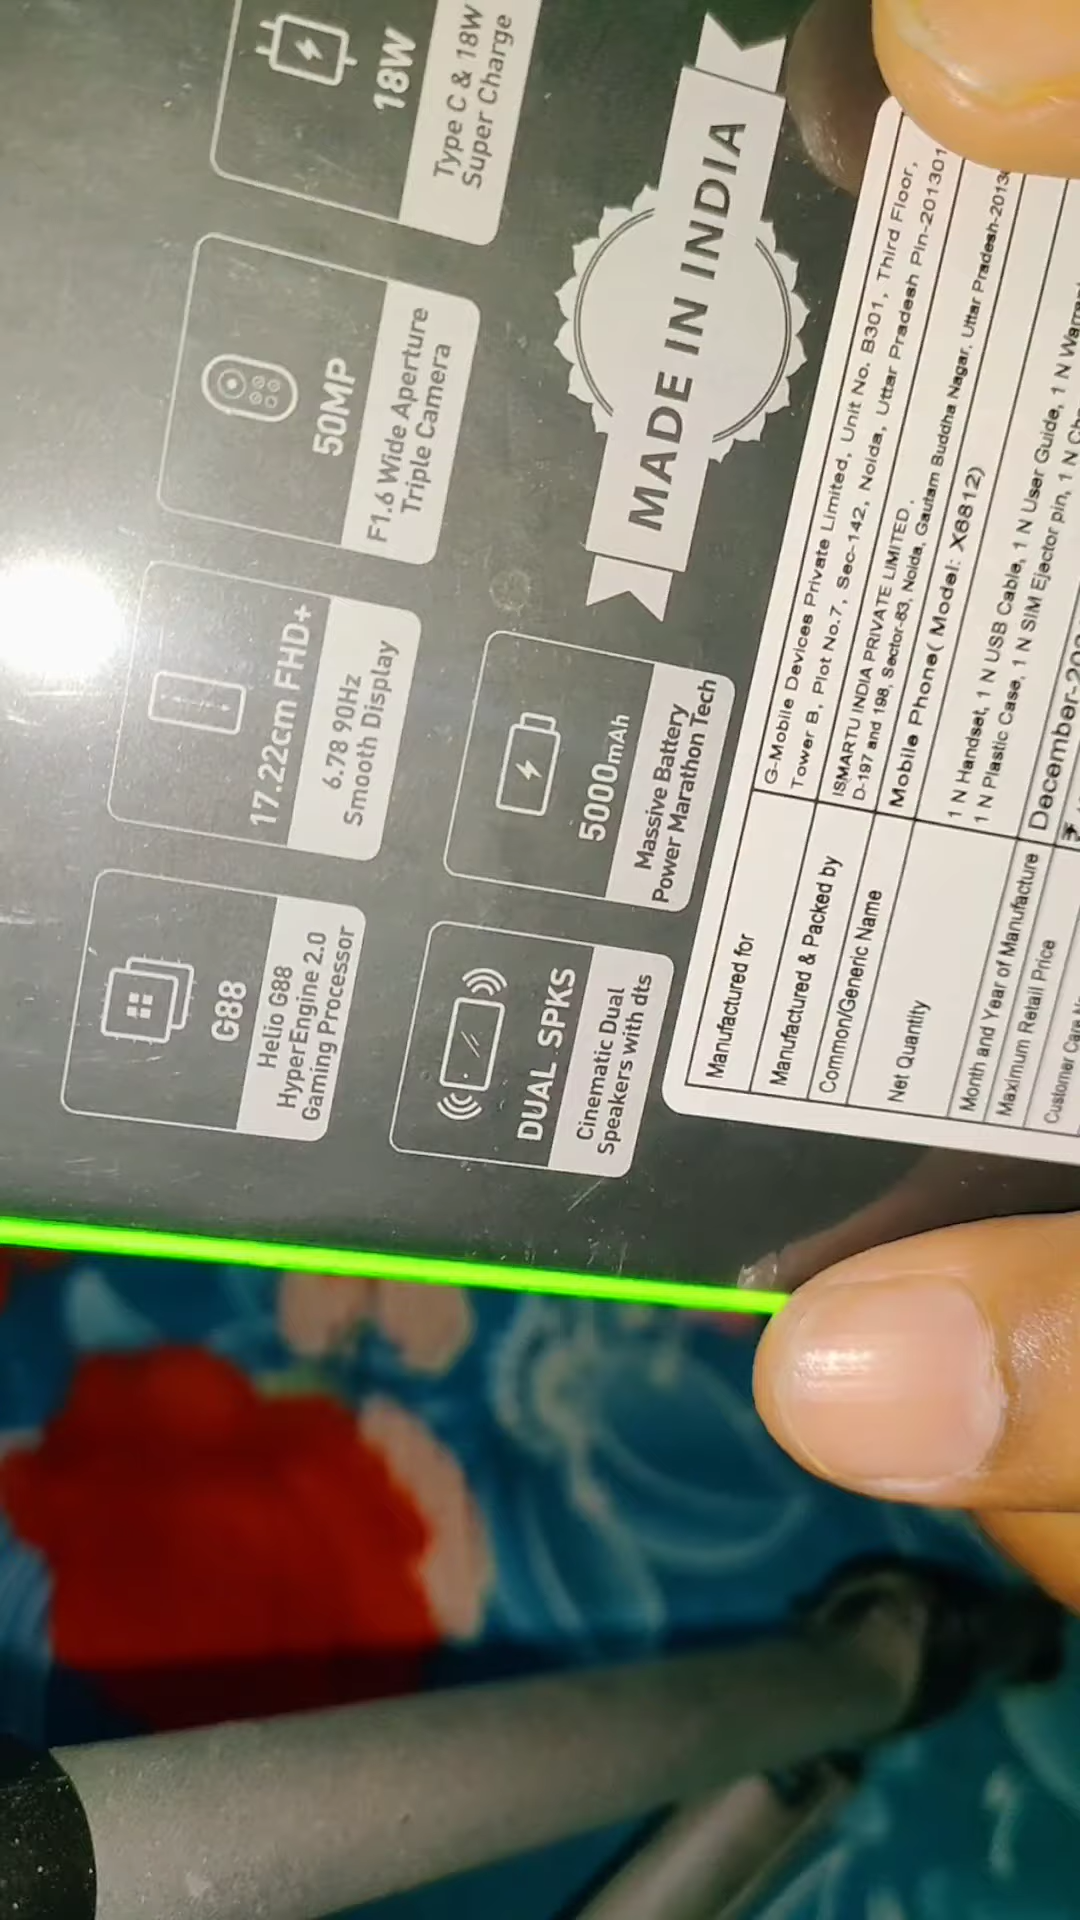 G88
Helio G88
HyperEngine 2.0
Gaming Processor
17.22cm FHD+
6.78 90Hz
Smooth Display
50MP
F1.6 Wide Aperture
Triple Camera
18W
Type C & 18W
Super Charge
DUAL SPKS
Cinematic Dual
Speakers with dts
5000mAh
Massive Battery
Power Marathon Tech
MADE IN INDIA
Manufactured for
G-Mobile Devices Private Limited, Unit No. B301, Third Floor,
Tower B, Plot No.7, Sec-142, Noida, Uttar Pradesh Pin-201301
Manufactured & Packed by
ISMARTU INDIA PRIVATE LIMITED.
D-197 and 198, Sector-83, Noida, Gautam Buddha Nagar, Uttar Pradesh-2013
Common/Generic Name
Mobile Phone( Model: X6812)
Net Quantity
1 N Handset, 1 N USB Cable, 1 N User Guide, 1 N
1 N Plastic Case, 1 N SIM Ejector pin, 1 N
Month and Year of Manufacture
December-
Maximum Retail Price
₹
Customer Care